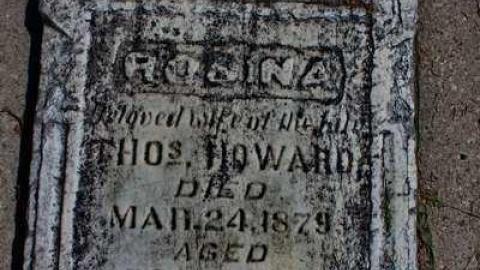 ROSINA
Beloved wife of the late
THOS. HOWARD
DIED
MAR. 24, 1879
AGED